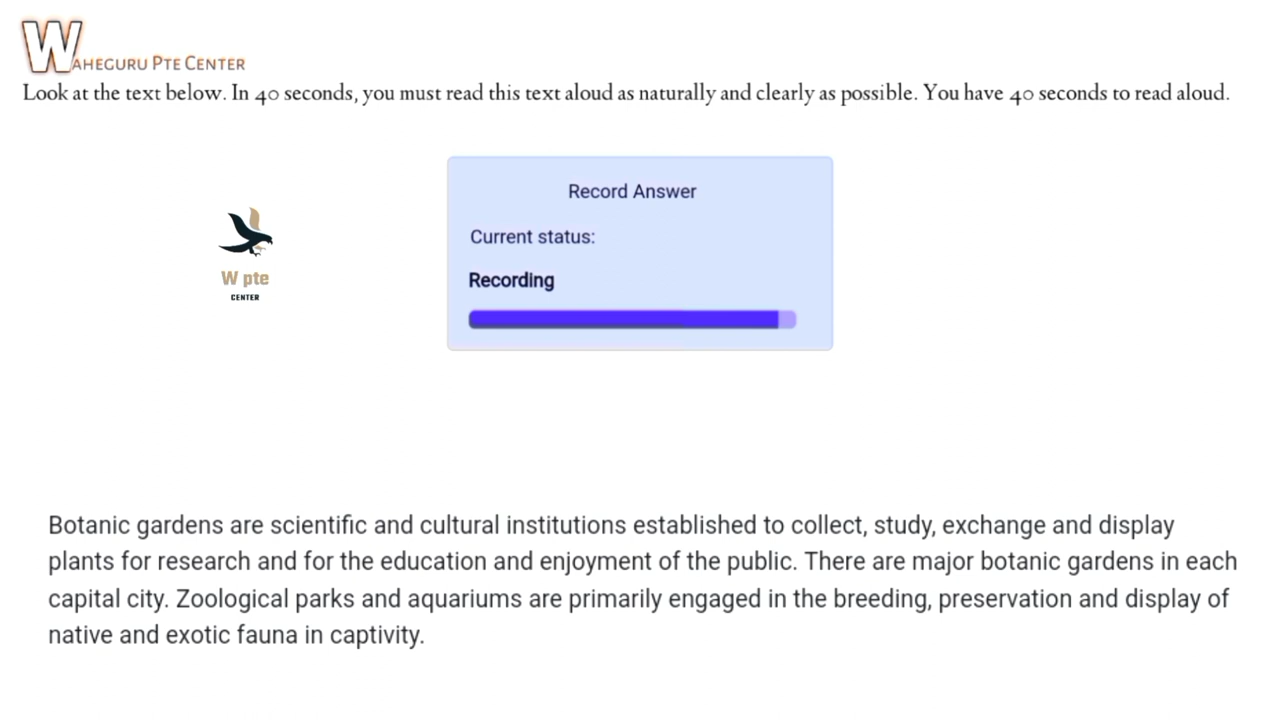 WAHEGURU PTE CENTER
Look at the text below. In 40 seconds, you must read this text aloud as naturally and clearly as possible. You have 40 seconds to read aloud.
Record Answer
Current status:
Recording
W pte
CENTER
Botanic gardens are scientific and cultural institutions established to collect, study, exchange and display
plants for research and for the education and enjoyment of the public. There are major botanic gardens in each
capital city. Zoological parks and aquariums are primarily engaged in the breeding, preservation and display of
native and exotic fauna in captivity.